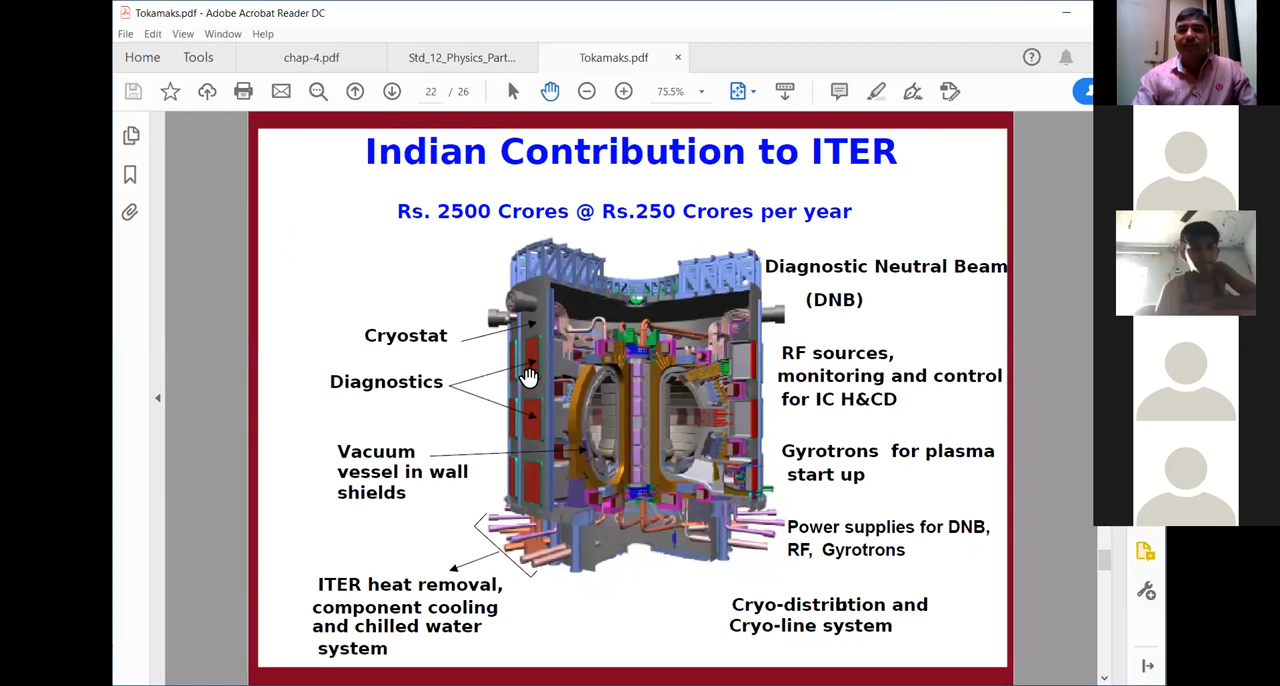 Tokamaks.pdf - Adobe Acrobat Reader DC
File Edit View Window Help
Home Tools chap-4.pdf Std_12_Physics_Part... Tokamaks.pdf ×
22 / 26 75.5%
Indian Contribution to ITER
Rs. 2500 Crores @ Rs.250 Crores per year
Cryostat
Diagnostics
Vacuum
vessel in wall
shields
ITER heat removal,
component cooling
and chilled water
system
Diagnostic Neutral Beam
(DNB)
RF sources,
monitoring and control
for IC H&CD
Gyrotrons for plasma
start up
Power supplies for DNB,
RF, Gyrotrons
Cryo-distribtion and
Cryo-line system